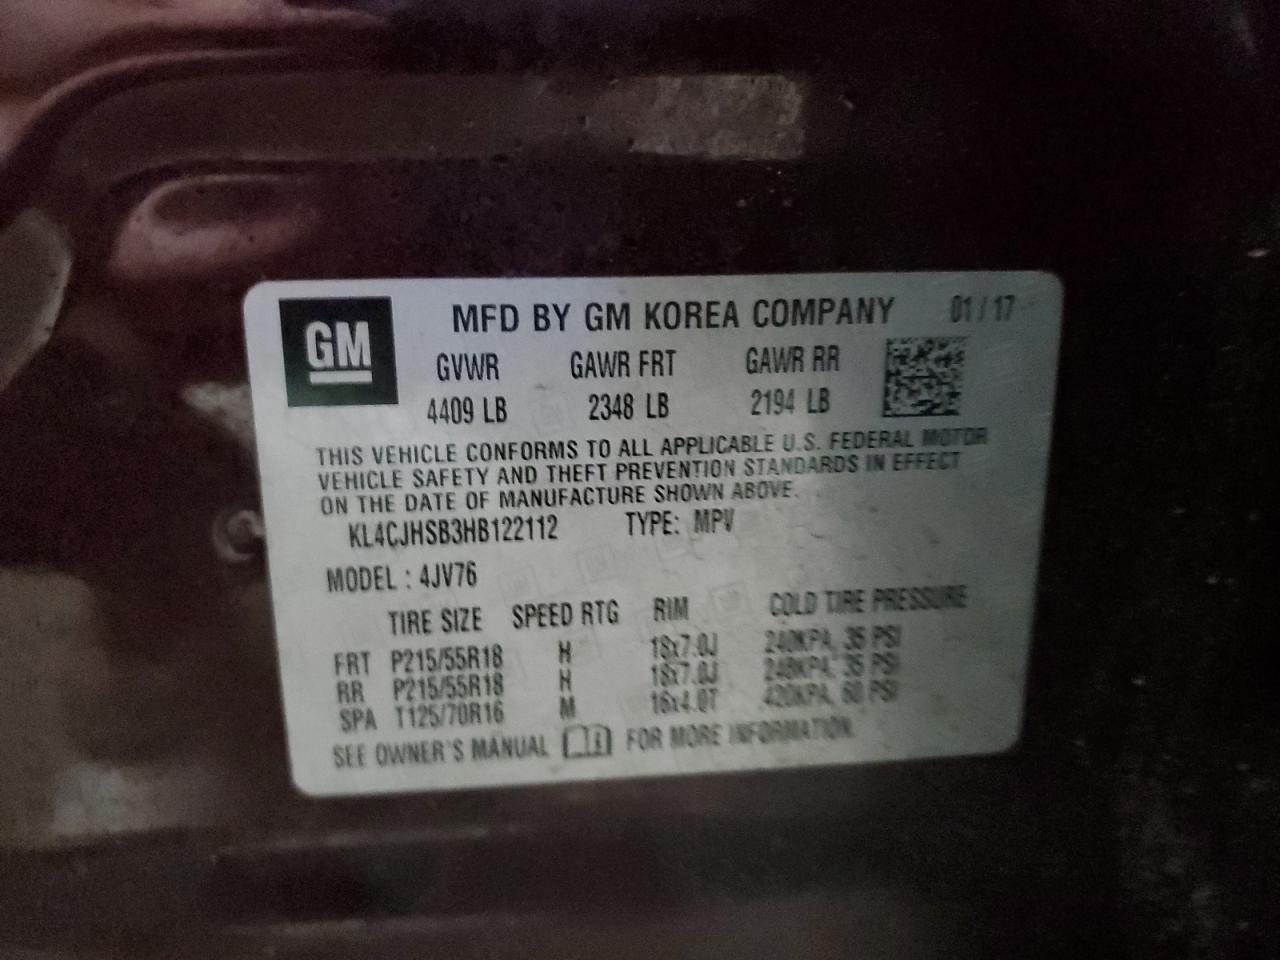 GM
MFD BY GM KOREA COMPANY 01/17
GVWR GAWR FRT GAWR RR
4409 LB 2348 LB 2194 LB
THIS VEHICLE CONFORMS TO ALL APPLICABLE U.S. FEDERAL MOTOR
VEHICLE SAFETY AND THEFT PREVENTION STANDARDS IN EFFECT
ON THE DATE OF MANUFACTURE SHOWN ABOVE.
KL4CJHSB3HB122112 TYPE: MPV
MODEL : 4JV76
TIRE SIZE SPEED RTG RIM COLD TIRE PRESSURE
FRT P215/55R18 H 18x7.0J 240KPA, 35 PSI
RR P215/55R18 H 18x7.0J 240KPA, 35 PSI
SPA T125/70R16 M 16x4.0T 420KPA, 60 PSI
SEE OWNER'S MANUAL FOR MORE INFORMATION.